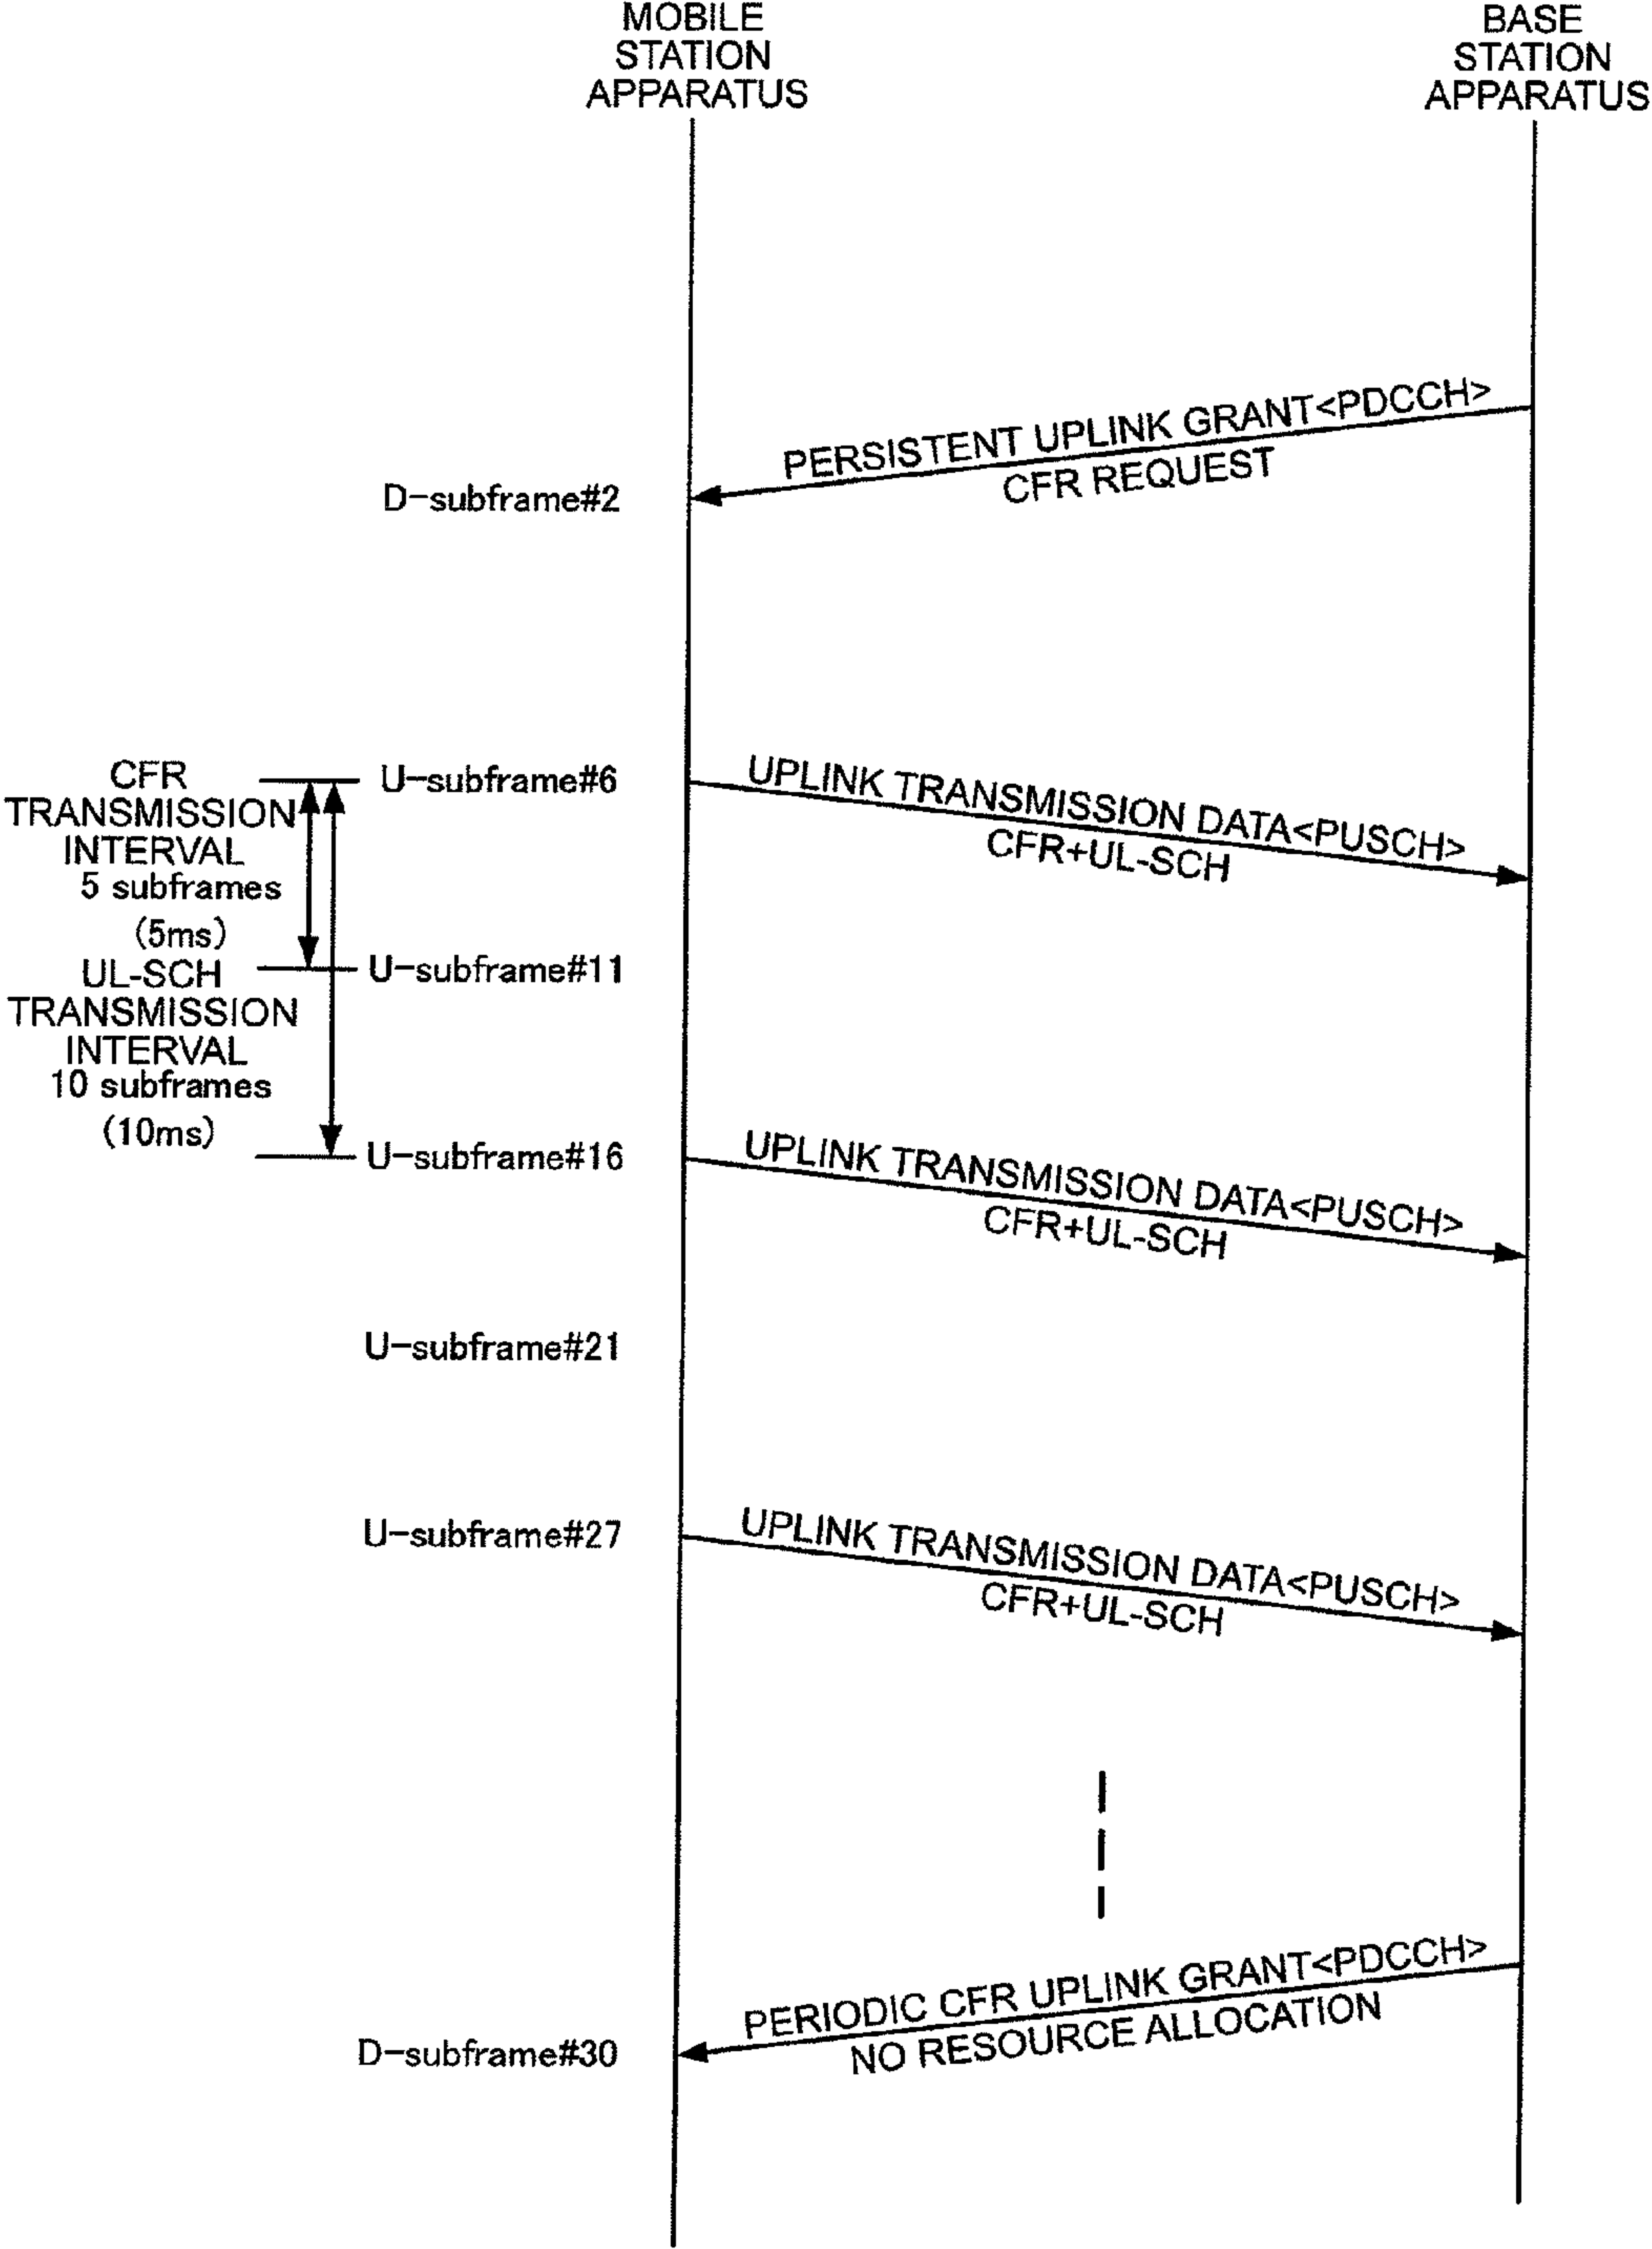 MOBILE
STATION
APPARATUS
BASE
STATION
APPARATUS
PERSISTENT UPLINK GRANT<PDCCH>
CFR REQUEST
D-subframe#2
CFR
TRANSMISSION
INTERVAL
5 subframes
(5ms)
U-subframe#6
UPLINK TRANSMISSION DATA<PUSCH>
CFR+UL-SCH
UL-SCH
TRANSMISSION
INTERVAL
10 subframes
(10ms)
U-subframe#11
U-subframe#16
UPLINK TRANSMISSION DATA<PUSCH>
CFR+UL-SCH
U-subframe#21
U-subframe#27
UPLINK TRANSMISSION DATA<PUSCH>
CFR+UL-SCH
PERIODIC CFR UPLINK GRANT<PDCCH>
NO RESOURCE ALLOCATION
D-subframe#30